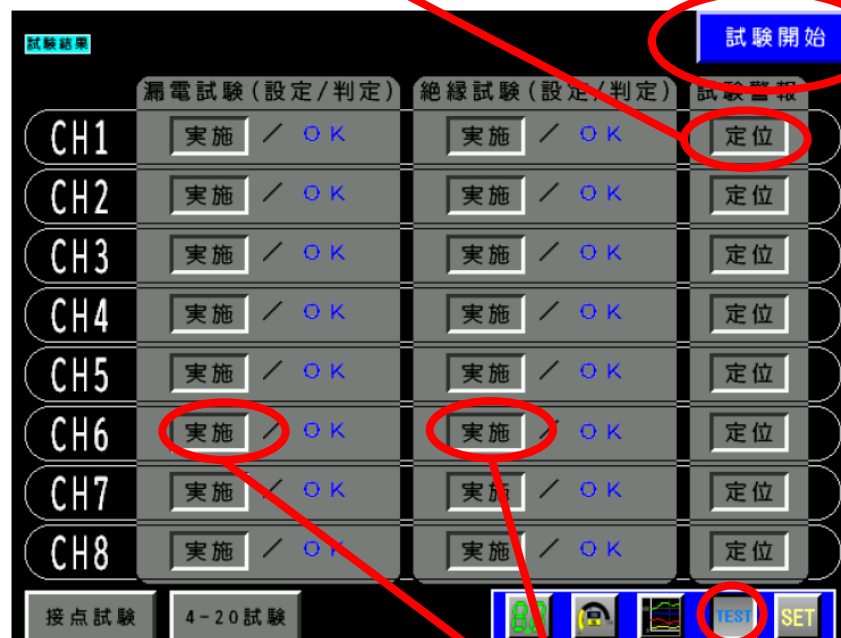 試験開始
試験結果
漏電試験(設定/判定) 絶縁試験(設定/判定) 試験警報
CH1 実施 / OK 実施 / OK 定位
CH2 実施 / OK 実施 / OK 定位
CH3 実施 / OK 実施 / OK 定位
CH4 実施 / OK 実施 / OK 定位
CH5 実施 / OK 実施 / OK 定位
CH6 実施 / OK 実施 / OK 定位
CH7 実施 / OK 実施 / OK 定位
CH8 実施 / OK 実施 / OK 定位
接点試験 4-20試験 TEST SET